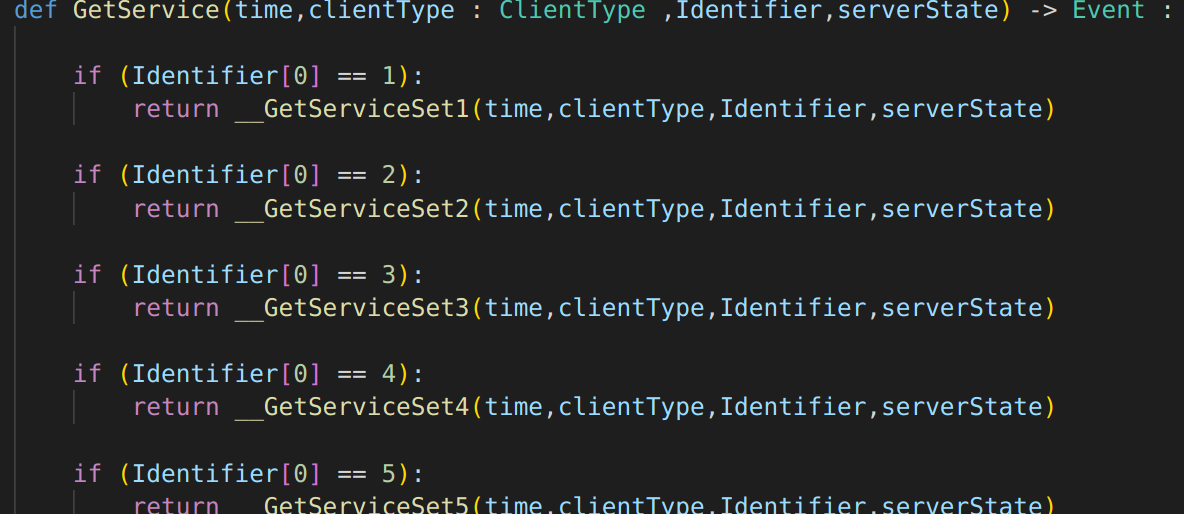 def GetService(time,clientType : ClientType ,Identifier,serverState) -> Event :
if (Identifier[0] == 1):
return __GetServiceSet1(time,clientType,Identifier,serverState)
if (Identifier[0] == 2):
return __GetServiceSet2(time,clientType,Identifier,serverState)
if (Identifier[0] == 3):
return __GetServiceSet3(time,clientType,Identifier,serverState)
if (Identifier[0] == 4):
return __GetServiceSet4(time,clientType,Identifier,serverState)
if (Identifier[0] == 5):
return __GetServiceSet5(time,clientType,Identifier,serverState)